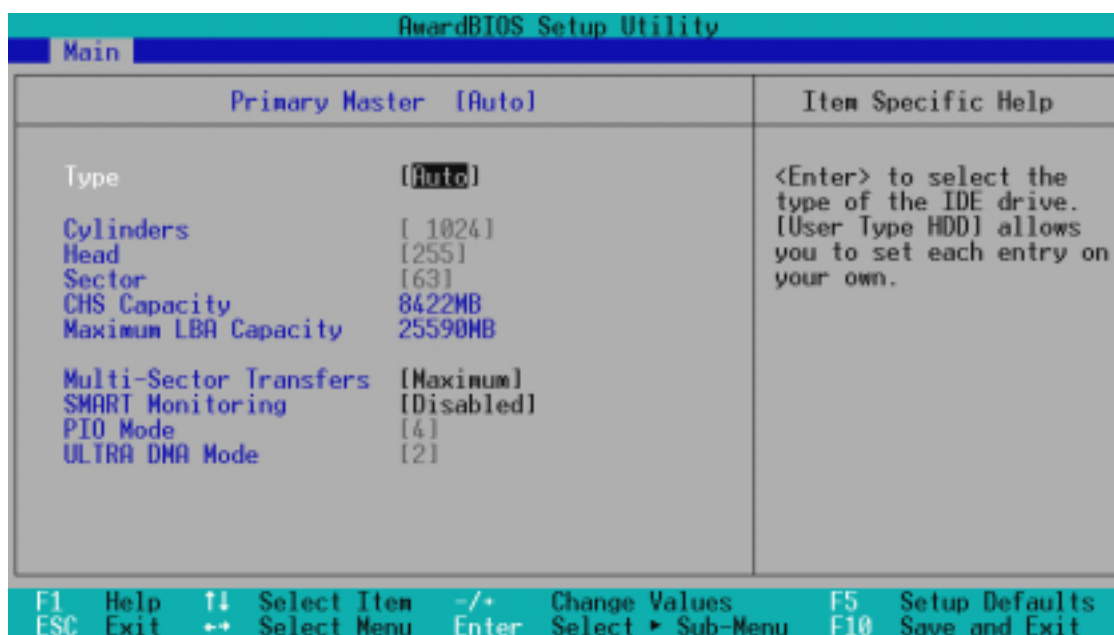 AwardBIOS Setup Utility
Main
Primary Master [Auto]
Item Specific Help
Type [Auto]
Cylinders [ 1024]
Head [255]
Sector [63]
CHS Capacity 8422MB
Maximum LBA Capacity 25590MB
Multi-Sector Transfers [Maximum]
SMART Monitoring [Disabled]
PIO Mode [4]
ULTRA DMA Mode [2]
<Enter> to select the
type of the IDE drive.
[User Type HDD] allows
you to set each entry on
your own.
F1 Help ↑↓ Select Item -/+ Change Values F5 Setup Defaults
ESC Exit ←→ Select Menu Enter Select ► Sub-Menu F10 Save and Exit